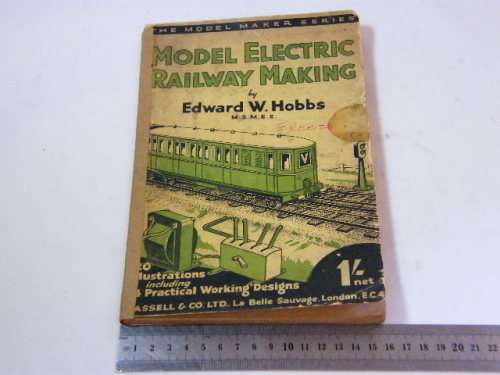 THE MODEL MAKER SERIES
MODEL ELECTRIC
RAILWAY MAKING
by
Edward W. Hobbs
M.S.M.E.E.
V
lustrations
including
Practical Working Designs
1/-
net
ASSELL & CO. LTD. La Belle Sauvage, London, E.C.4
1 2 3 4 5 6 7 8 9 10 11 12 13 14 15 16 17 18 19 20 21 22